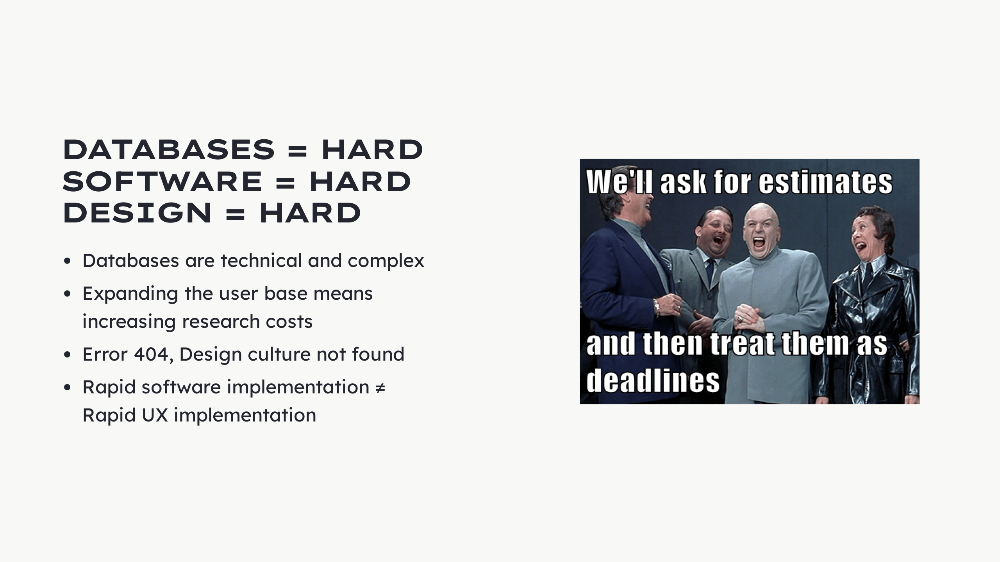 DATABASES = HARD
SOFTWARE = HARD
DESIGN = HARD
• Databases are technical and complex
• Expanding the user base means
increasing research costs
• Error 404, Design culture not found
• Rapid software implementation ≠
Rapid UX implementation
We'll ask for estimates
and then treat them as
deadlines